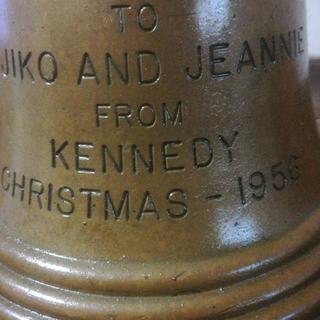 TO
JIKO AND JEANNIE
FROM
KENNEDY
CHRISTMAS - 1956